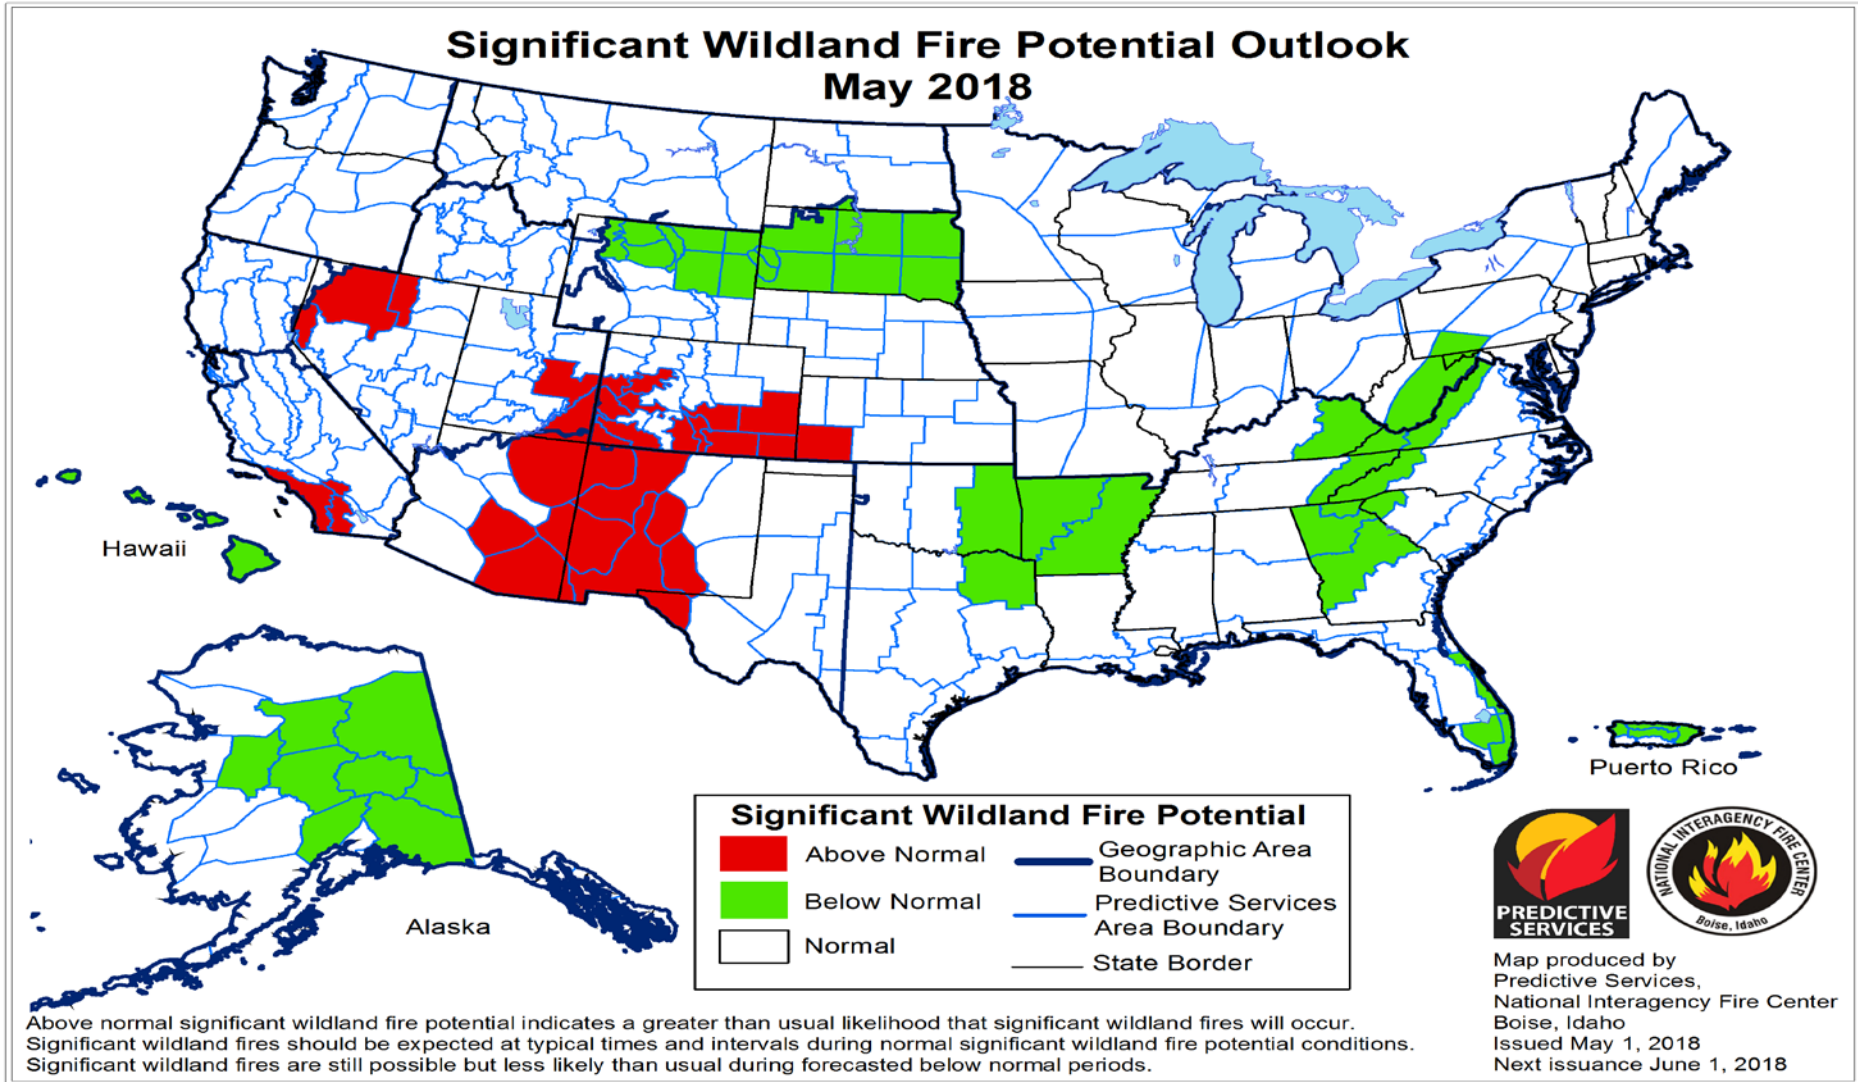 Significant Wildland Fire Potential Outlook
May 2018
Hawaii
Alaska
Puerto Rico
Significant Wildland Fire Potential
Above Normal
Below Normal
Normal
Geographic Area
Boundary
Predictive Services
Area Boundary
State Border
PREDICTIVE
SERVICES
NATIONAL INTERAGENCY FIRE CENTER
Boise, Idaho
Map produced by
Predictive Services,
National Interagency Fire Center
Boise, Idaho
Issued May 1, 2018
Next issuance June 1, 2018
Above normal significant wildland fire potential indicates a greater than usual likelihood that significant wildland fires will occur.
Significant wildland fires should be expected at typical times and intervals during normal significant wildland fire potential conditions.
Significant wildland fires are still possible but less likely than usual during forecasted below normal periods.